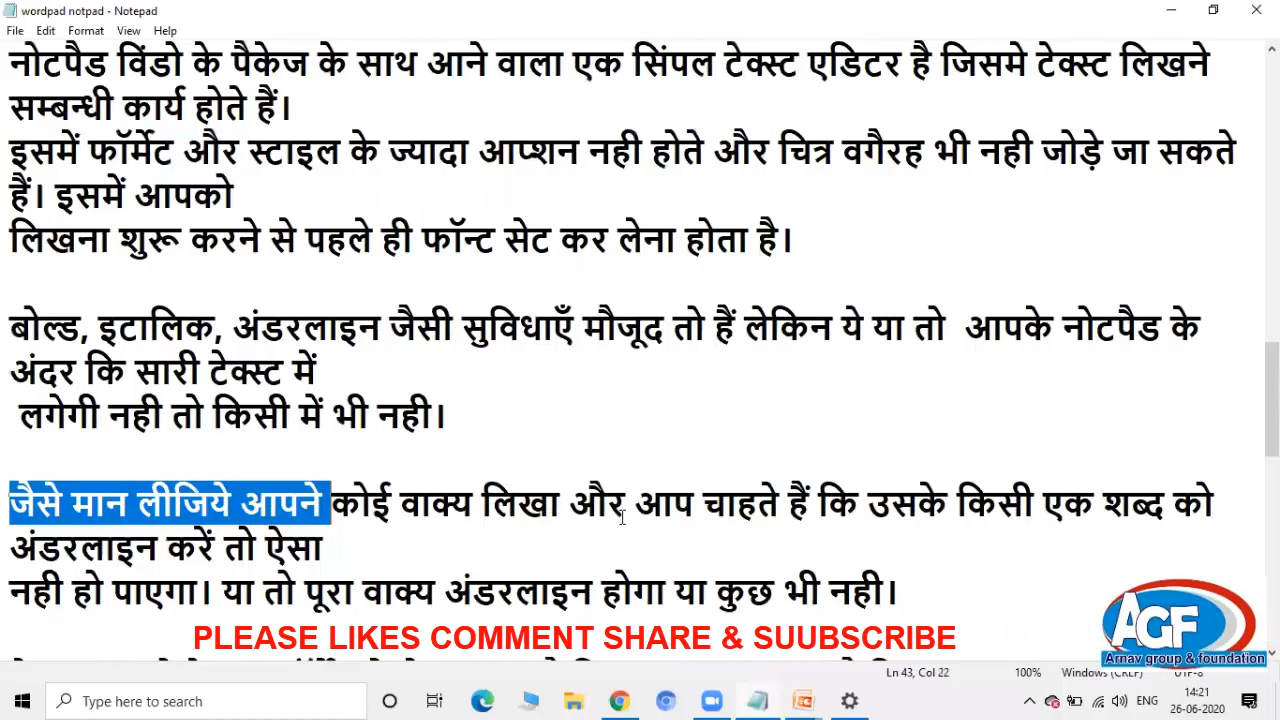 wordpad notpad - Notepad
File Edit Format View Help
नोटपैड विंडो के पैकेज के साथ आने वाला एक सिंपल टेक्स्ट एडिटर है जिसमे टेक्स्ट लिखने
सम्बन्धी कार्य होते हैं।
इसमें फॉर्मेट और स्टाइल के ज्यादा आप्शन नही होते और चित्र वगैरह भी नही जोड़े जा सकते
हैं। इसमें आपको
लिखना शुरू करने से पहले ही फॉन्ट सेट कर लेना होता है।
बोल्ड, इटालिक, अंडरलाइन जैसी सुविधाएँ मौजूद तो हैं लेकिन ये या तो आपके नोटपैड के
अंदर कि सारी टेक्स्ट में
लगेगी नही तो किसी में भी नही।
जैसे मान लीजिये आपने कोई वाक्य लिखा और आप चाहते हैं कि उसके किसी एक शब्द को
अंडरलाइन करें तो ऐसा
नही हो पाएगा। या तो पूरा वाक्य अंडरलाइन होगा या कुछ भी नही।
PLEASE LIKES COMMENT SHARE & SUUBSCRIBE
AGF
Arnav group & foundation
Ln 43, Col 22 100% Windows (CRLF) UTF-8
Type here to search
ENG
14:21
26-06-2020